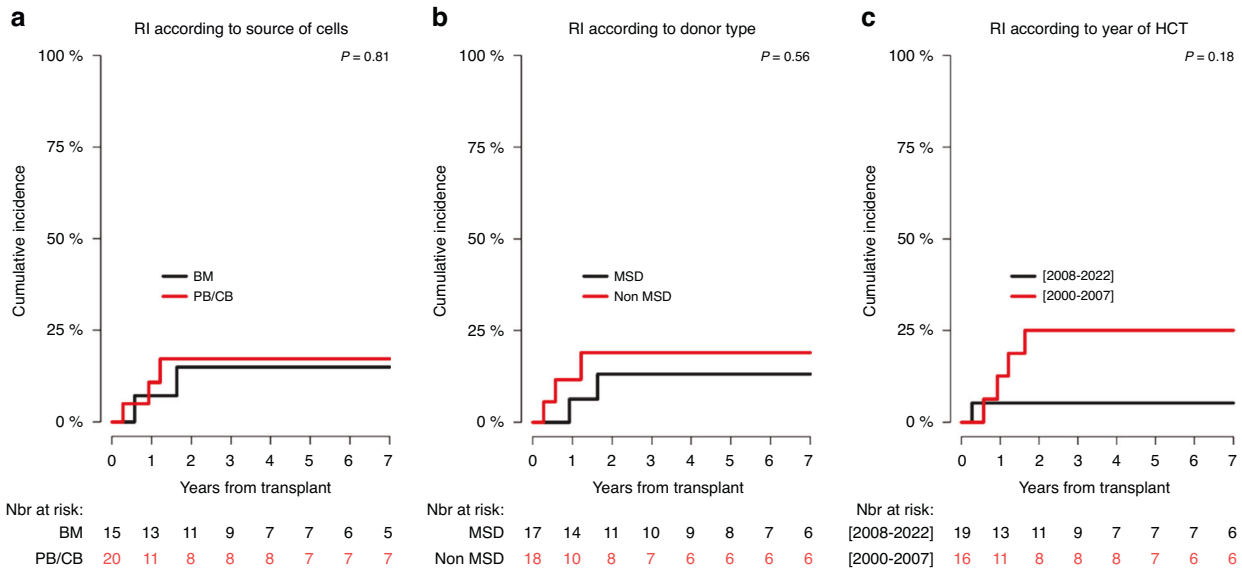 a
RI according to source of cells
P = 0.81
100 %
75 %
50 %
25 %
0 %
Cumulative incidence
BM
PB/CB
0 1 2 3 4 5 6 7
Years from transplant
Nbr at risk:
BM 15 13 11 9 7 7 6 5
PB/CB 20 11 8 8 8 7 7 7
b
RI according to donor type
P = 0.56
100 %
75 %
50 %
25 %
0 %
Cumulative incidence
MSD
Non MSD
0 1 2 3 4 5 6 7
Years from transplant
Nbr at risk:
MSD 17 14 11 10 9 8 7 6
Non MSD 18 10 8 7 6 6 6 6
c
RI according to year of HCT
P = 0.18
100 %
75 %
50 %
25 %
0 %
Cumulative incidence
[2008-2022]
[2000-2007]
0 1 2 3 4 5 6 7
Years from transplant
Nbr at risk:
[2008-2022] 19 13 11 9 7 7 7 6
[2000-2007] 16 11 8 8 8 7 6 6